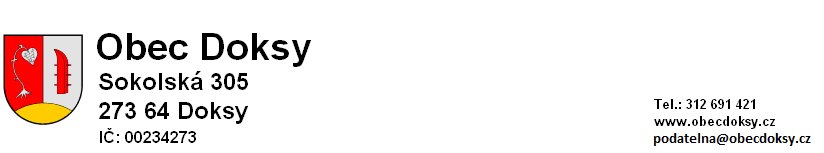 Obec Doksy
Sokolská 305
273 64 Doksy
IČ: 00234273
Tel.: 312 691 421
www.obecdoksy.cz
podatelna@obecdoksy.cz